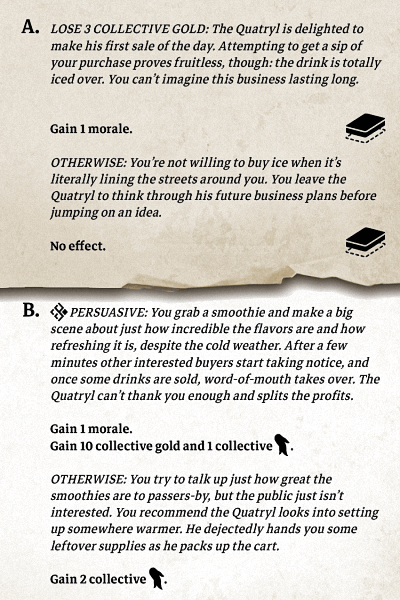 A. LOSE 3 COLLECTIVE GOLD: The Quatryl is delighted to
make his first sale of the day. Attempting to get a sip of
your purchase proves fruitless, though: the drink is totally
iced over. You can't imagine this business lasting long.
Gain 1 morale.
OTHERWISE: You're not willing to buy ice when it's
literally lining the streets around you. You leave the
Quatryl to think through his future business plans before
jumping on an idea.
No effect.
B. PERSUASIVE: You grab a smoothie and make a big
scene about just how incredible the flavors are and how
refreshing it is, despite the cold weather. After a few
minutes other interested buyers start taking notice, and
once some drinks are sold, word-of-mouth takes over. The
Quatryl can't thank you enough and splits the profits.
Gain 1 morale.
Gain 10 collective gold and 1 collective .
OTHERWISE: You try to talk up just how great the
smoothies are to passers-by, but the public just isn't
interested. You recommend the Quatryl looks into setting
up somewhere warmer. He dejectedly hands you some
leftover supplies as he packs up the cart.
Gain 2 collective .